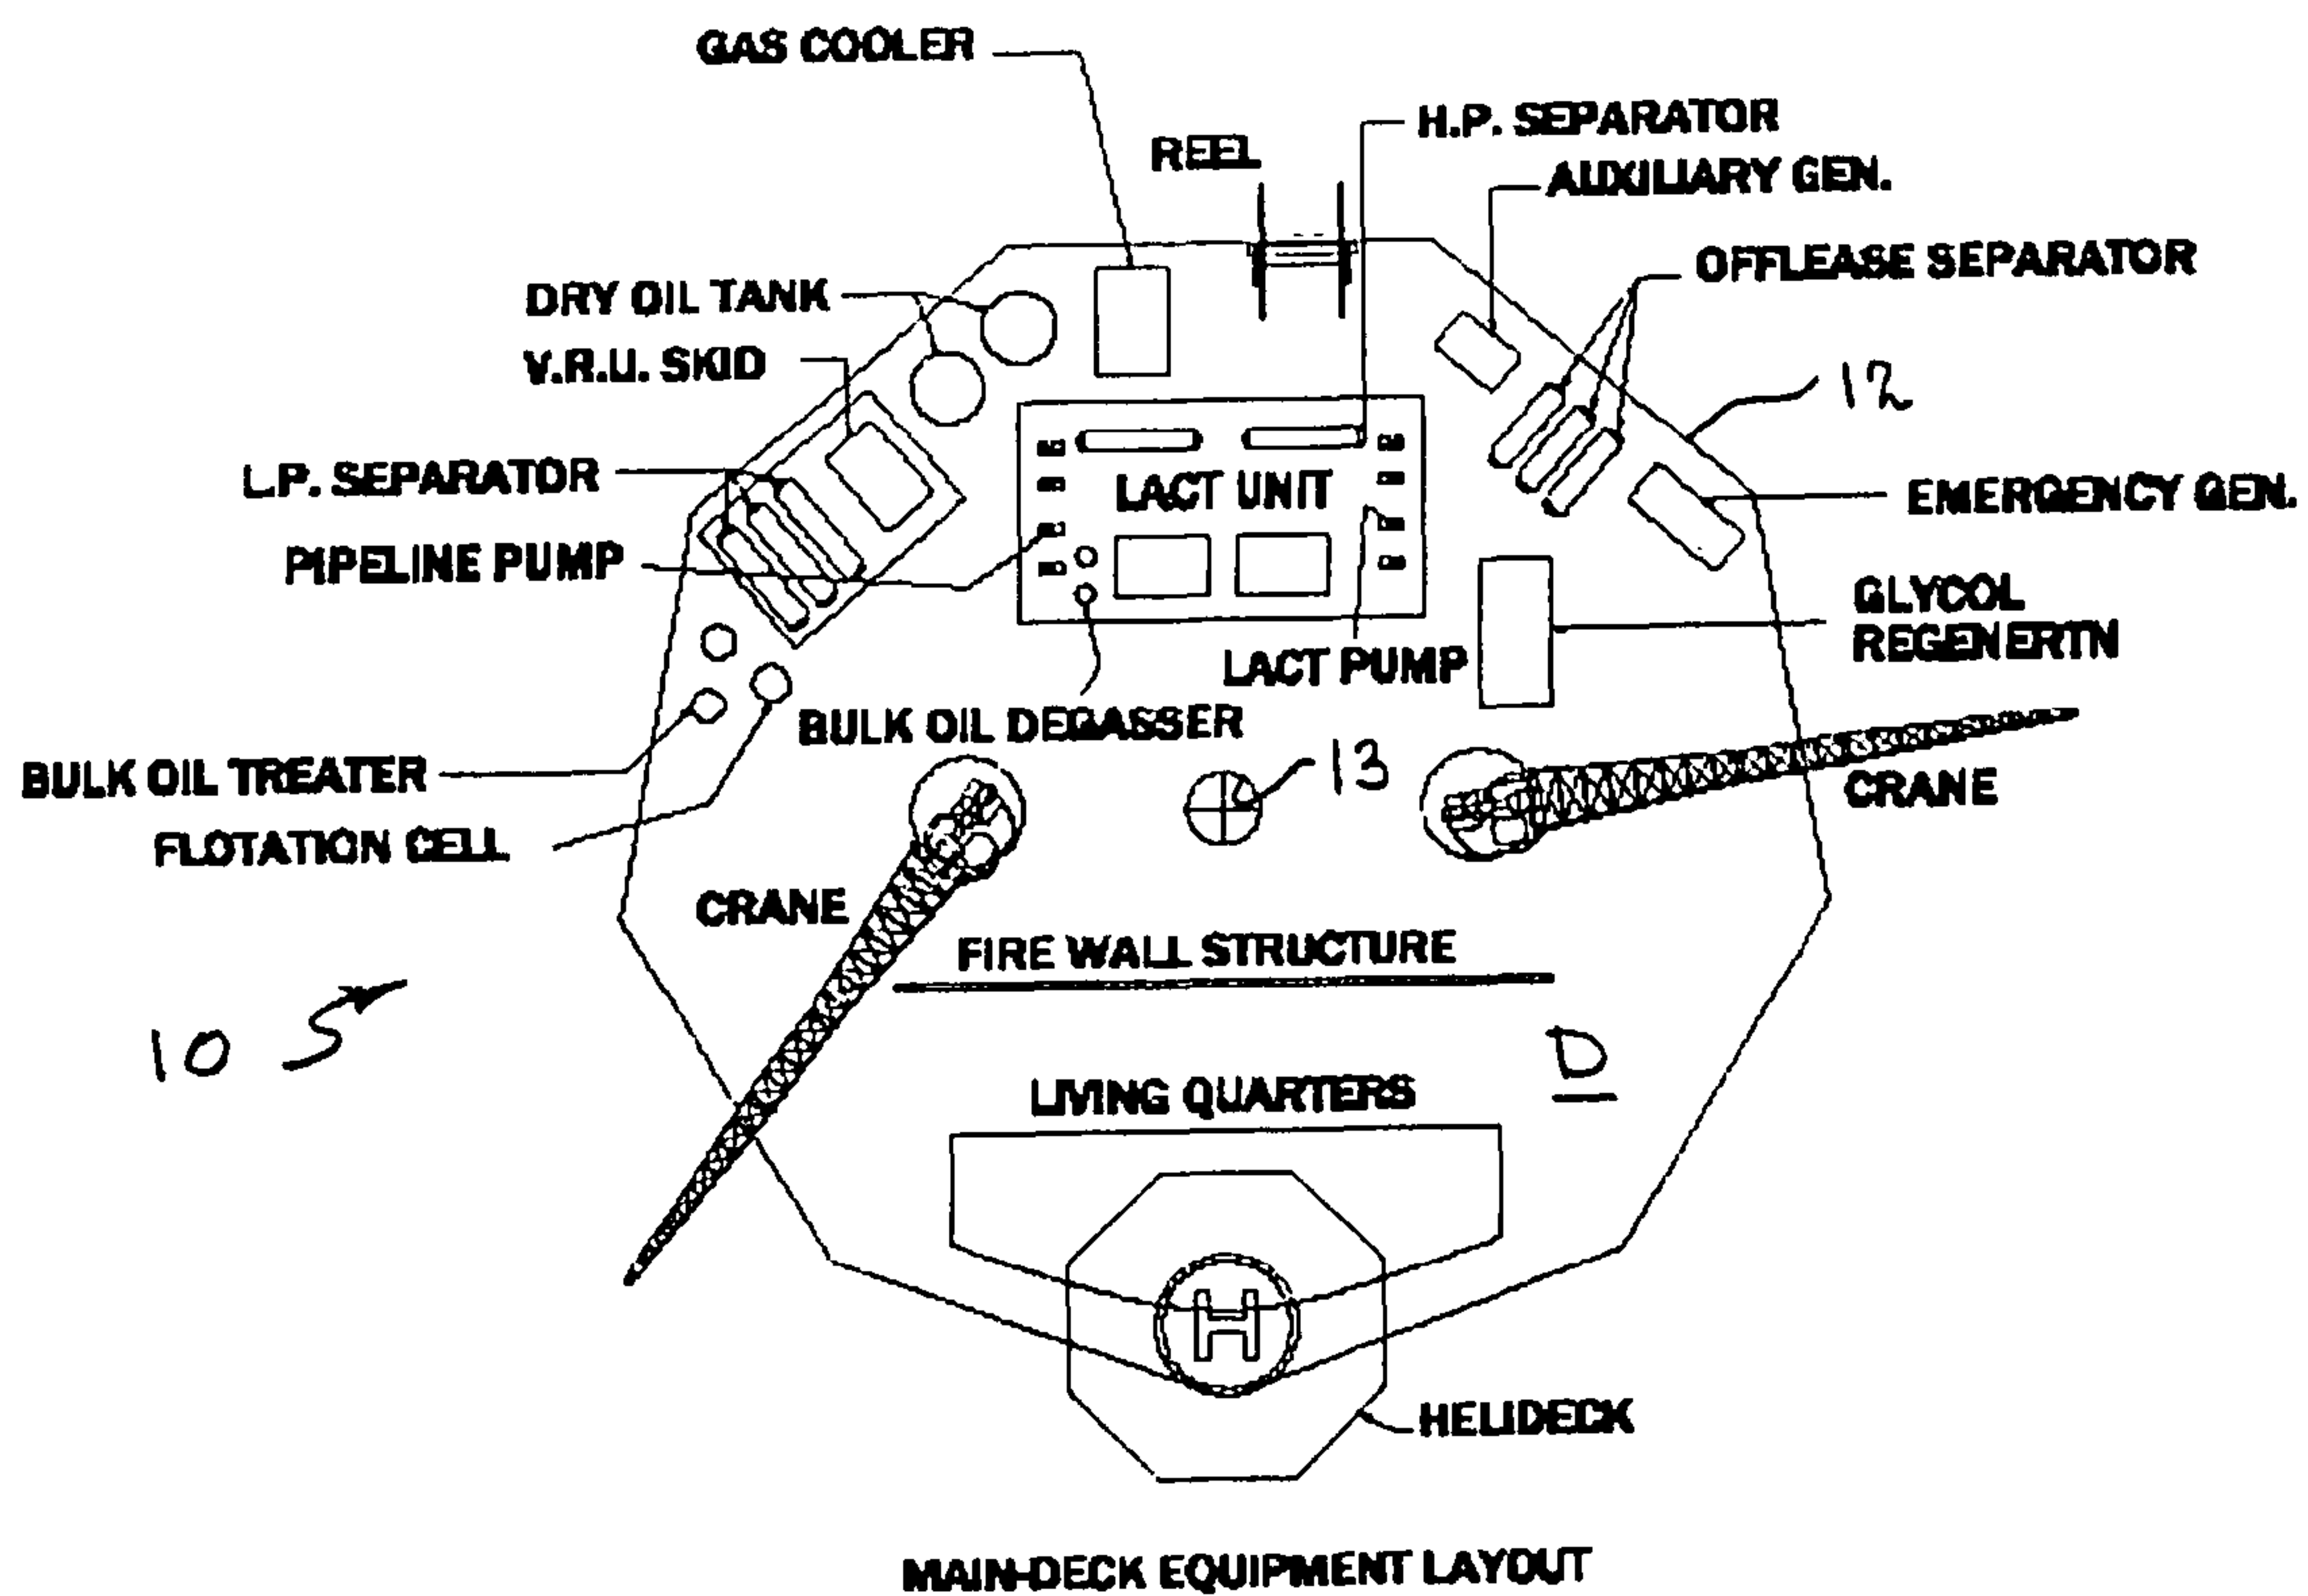 GAS COOLER
H.P. SEPARATOR
REEL
AUXILIARY GEN.
OFFLEASE SEPARATOR
DRY OIL TANK
V.R.U. SKID
12
L.P. SEPARATOR
LACT UNIT
EMERGENCY GEN.
PIPELINE PUMP
GLYCOL
REGENERTN
LACT PUMP
BULK OIL DEGASSER
13
BULK OIL TREATER
CRANE
FLOTATION CELL
CRANE
FIRE WALL STRUCTURE
10
D
LIVING QUARTERS
H
HELIDECK
MAIN-DECK EQUIPMENT LAYOUT